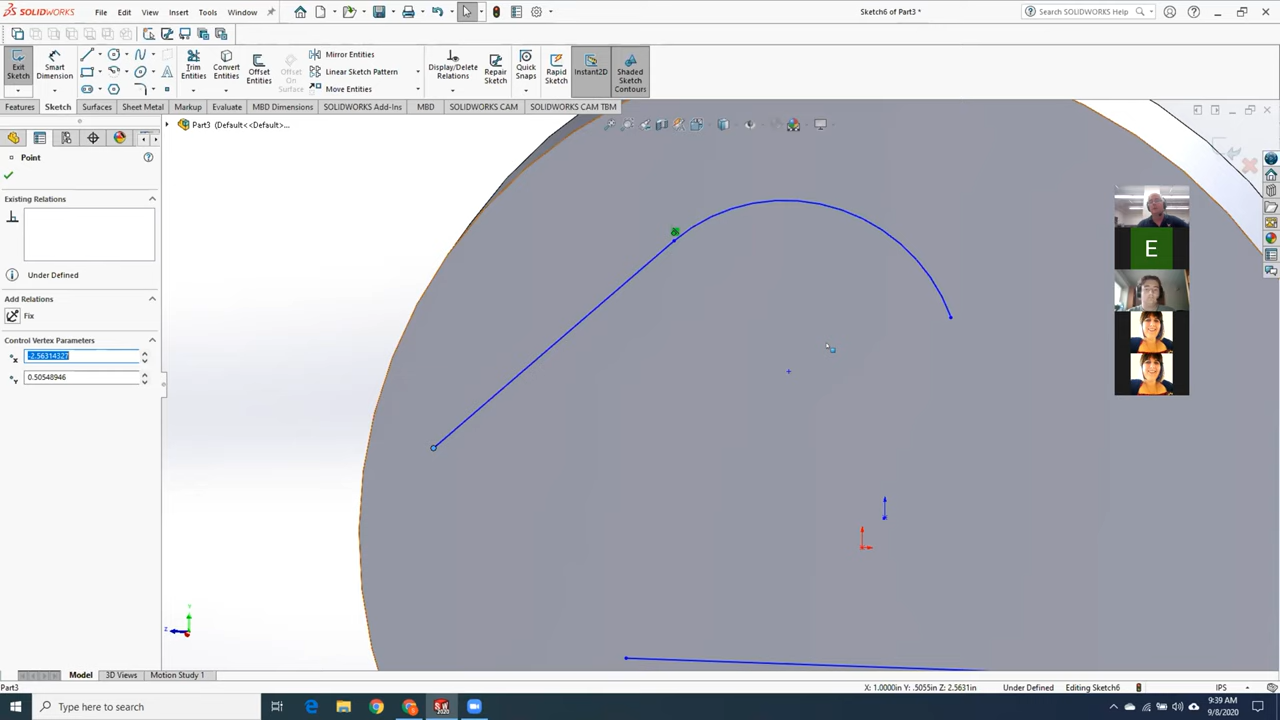 SOLIDWORKS File Edit View Insert Tools Window Sketch6 of Part3 * Search SOLIDWORKS Help
Exit Sketch Smart Dimension Trim Entities Convert Entities Offset Entities Offset On Surface Mirror Entities Display/Delete Relations Repair Sketch Quick Snaps Rapid Sketch Instant2D Shaded Sketch Contours
Linear Sketch Pattern
Move Entities
Features Sketch Surfaces Sheet Metal Markup Evaluate MBD Dimensions SOLIDWORKS Add-Ins MBD SOLIDWORKS CAM SOLIDWORKS CAM TBM
Part3 (Default<<Default>...
Point
Existing Relations
Under Defined
Add Relations
Fix
Control Vertex Parameters
-2.56314327
0.50548946
E
Y
Z
Model 3D Views Motion Study 1
Part3 X: 1.0000in Y: .5055in Z: 2.5631in Under Defined Editing Sketch6 IPS
Type here to search
9:39 AM
9/8/2020